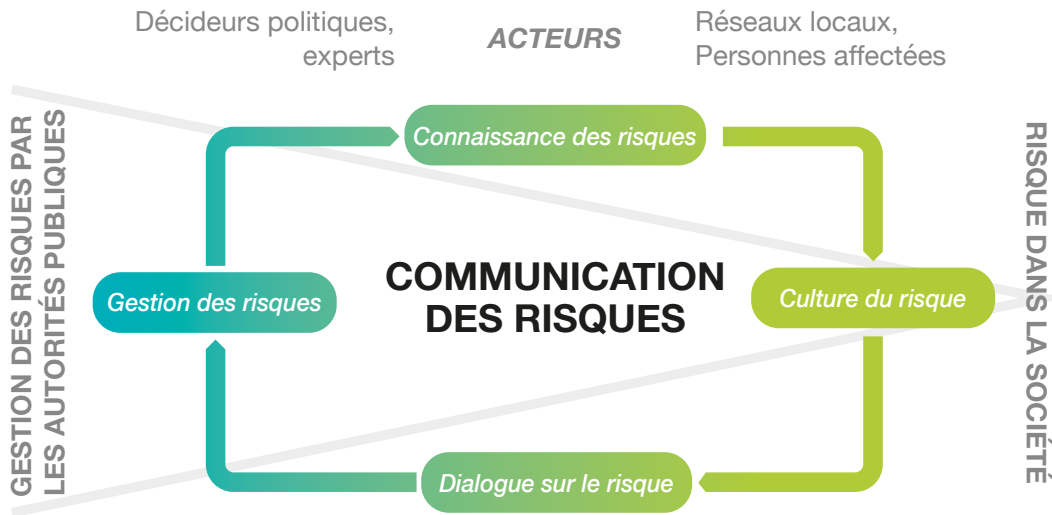 Décideurs politiques,
experts
ACTEURS
Réseaux locaux,
Personnes affectées
GESTION DES RISQUES PAR
LES AUTORITÉS PUBLIQUES
Connaissance des risques
RISQUE DANS LA SOCIÉTÉ
Gestion des risques
COMMUNICATION
DES RISQUES
Culture du risque
Dialogue sur le risque